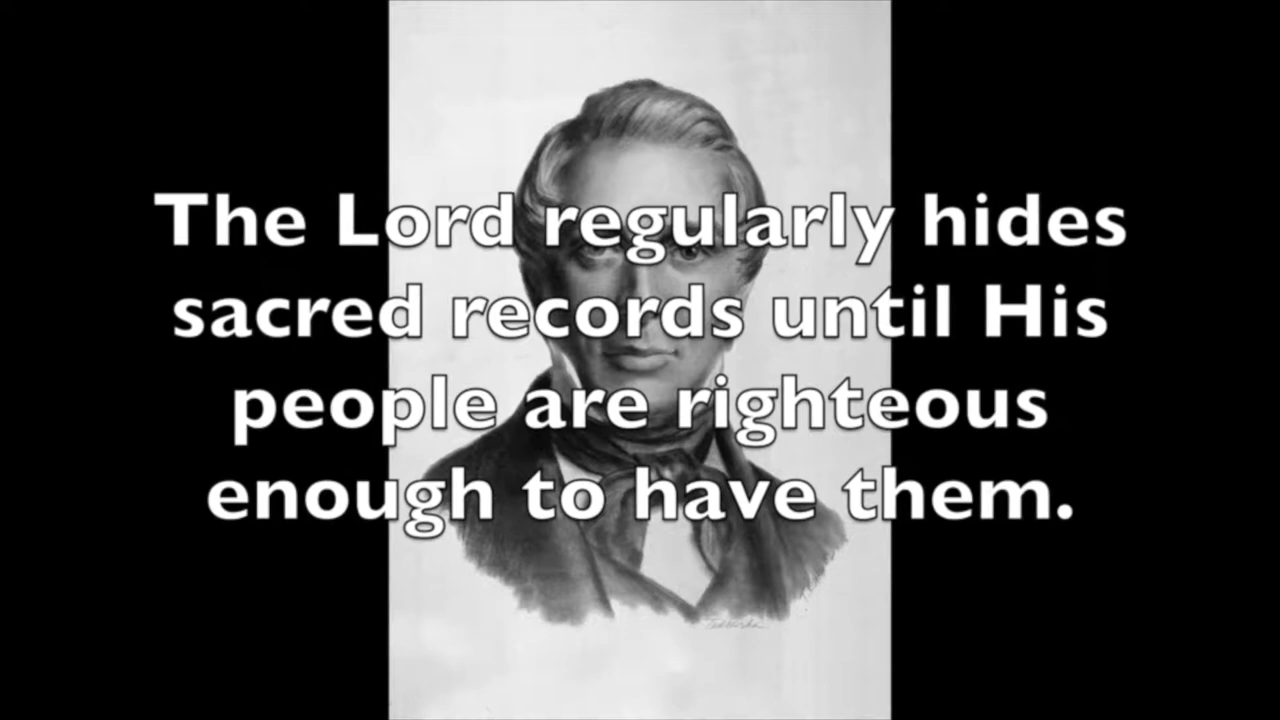 The Lord regularly hides
sacred records until His
people are righteous
enough to have them.